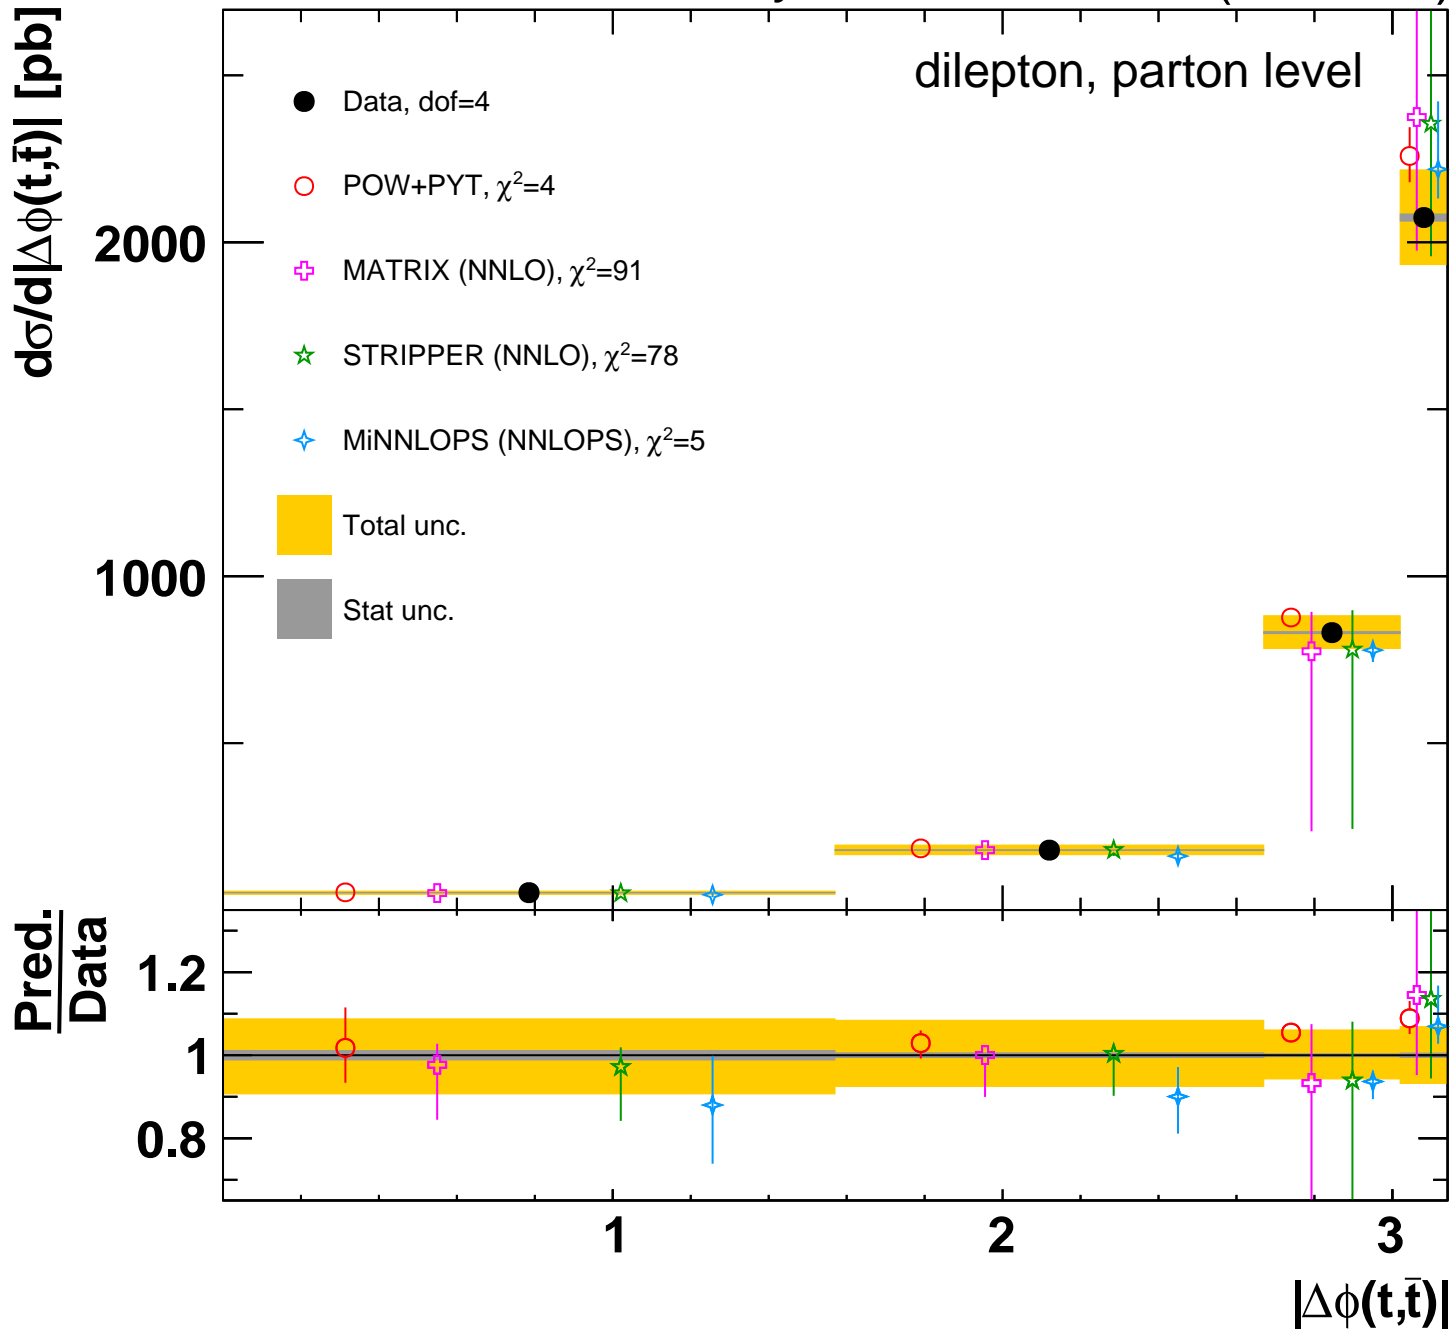 dσ/d|Δϕ(t,t̄)| [pb]
dilepton, parton level
Data, dof=4
POW+PYT, χ²=4
MATRIX (NNLO), χ²=91
STRIPPER (NNLO), χ²=78
MiNNLOPS (NNLOPS), χ²=5
Total unc.
Stat unc.
2000
1000
Pred.
Data
1.2
1
0.8
1
2
3
|Δϕ(t,t̄)|